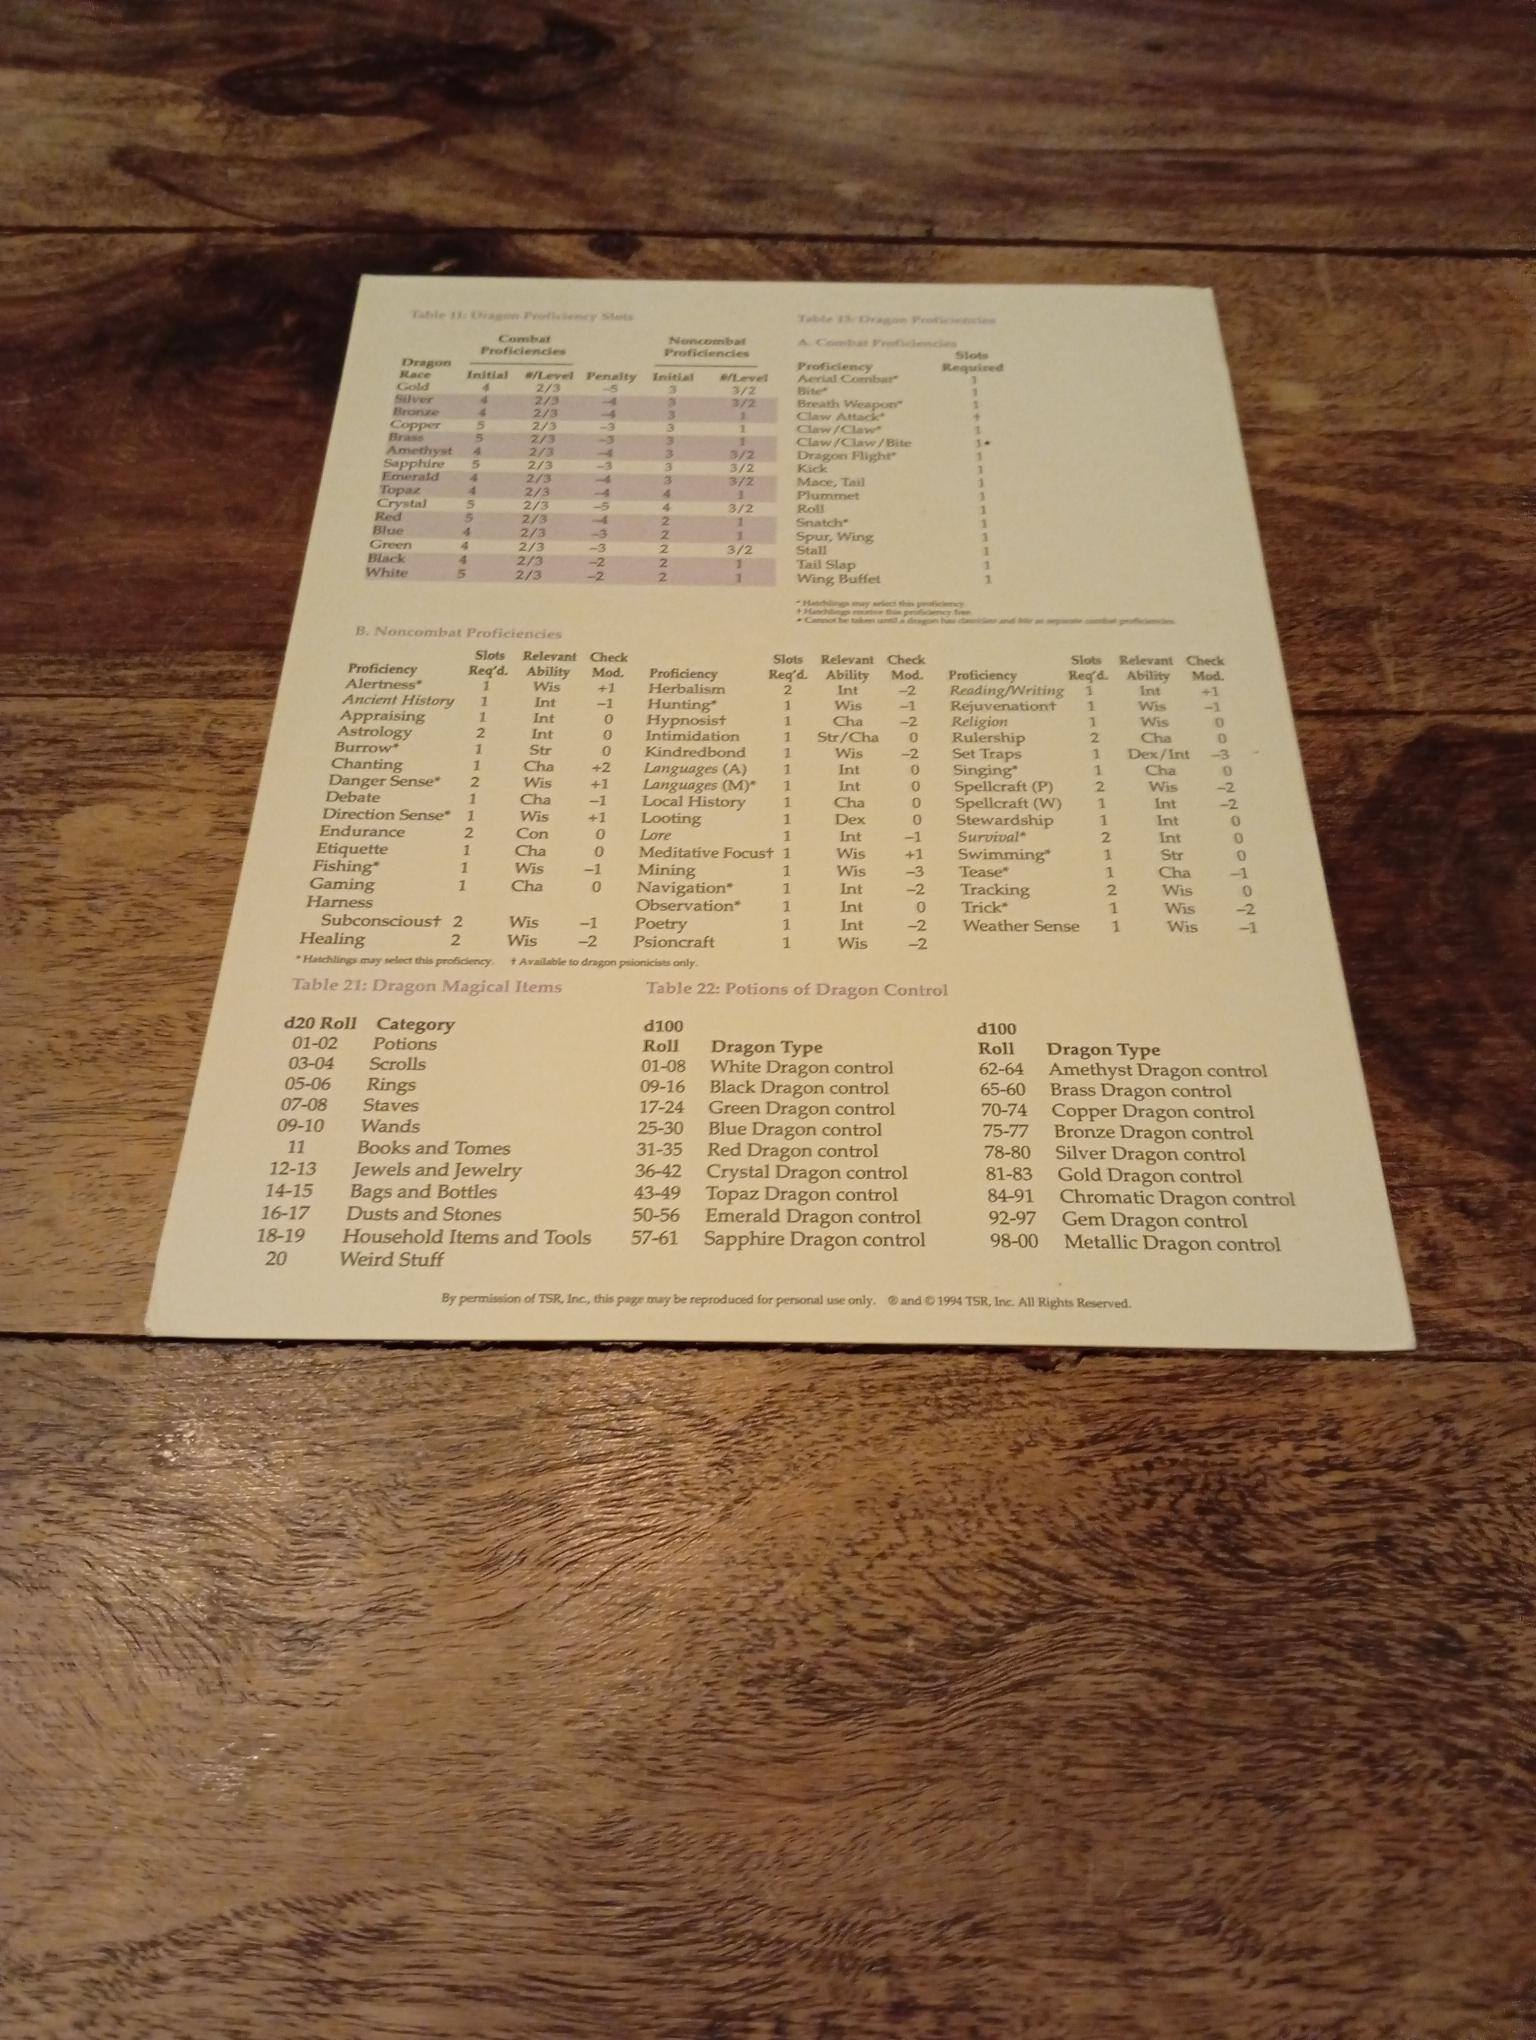 Table 11: Dragon Proficiency Slots
Combat Proficiencies Noncombat Proficiencies
Dragon Race Initial #/Level Penalty Initial #/Level
Gold 4 2/3 –5 3 3/2
Silver 4 2/3 –4 3 3/2
Bronze 4 2/3 –4 3 1
Copper 5 2/3 –3 3 1
Brass 5 2/3 –3 3 1
Amethyst 4 2/3 –4 3 3/2
Sapphire 5 2/3 –3 3 3/2
Emerald 4 2/3 –4 3 3/2
Topaz 4 2/3 –4 4 1
Crystal 5 2/3 –5 4 3/2
Red 5 2/3 –4 2 1
Blue 4 2/3 –3 2 1
Green 4 2/3 –3 2 3/2
Black 4 2/3 –2 2 1
White 5 2/3 –2 2 1
Table 13: Dragon Proficiencies
A. Combat Proficiencies
Proficiency Slots Required
Aerial Combat* 1
Bite* 1
Breath Weapon* 1
Claw Attack* †
Claw/Claw* 1
Claw/Claw/Bite 1•
Dragon Flight* 1
Kick 1
Mace, Tail 1
Plummet 1
Roll 1
Snatch* 1
Spur, Wing 1
Stall 1
Tail Slap 1
Wing Buffet 1
* Hatchlings may select this proficiency.
† Hatchlings receive this proficiency free.
• Cannot be taken until a dragon has claw/claw and bite as separate combat proficiencies.
B. Noncombat Proficiencies
Proficiency Slots Req'd. Relevant Ability Check Mod.
Alertness* 1 Wis +1
Ancient History 1 Int –1
Appraising 1 Int 0
Astrology 2 Int 0
Burrow* 1 Str 0
Chanting 1 Cha +2
Danger Sense* 2 Wis +1
Debate 1 Cha –1
Direction Sense* 1 Wis +1
Endurance 2 Con 0
Etiquette 1 Cha 0
Fishing* 1 Wis –1
Gaming 1 Cha 0
Harness
Subconscious† 2 Wis –1
Healing 2 Wis –2
Proficiency Slots Req'd. Relevant Ability Check Mod.
Herbalism 2 Int –2
Hunting* 1 Wis –1
Hypnosis† 1 Cha –2
Intimidation 1 Str/Cha 0
Kindredbond 1 Wis –2
Languages (A) 1 Int 0
Languages (M)* 1 Int 0
Local History 1 Cha 0
Looting 1 Dex 0
Lore 1 Int –1
Meditative Focus† 1 Wis +1
Mining 1 Wis –3
Navigation* 1 Int –2
Observation* 1 Int 0
Poetry 1 Int –2
Psioncraft 1 Wis –2
Proficiency Slots Req'd. Relevant Ability Check Mod.
Reading/Writing 1 Int +1
Rejuvenation† 1 Wis –1
Religion 1 Wis 0
Rulership 2 Cha 0
Set Traps 1 Dex/Int –3
Singing* 1 Cha 0
Spellcraft (P) 2 Wis –2
Spellcraft (W) 1 Int –2
Stewardship 1 Int 0
Survival* 2 Int 0
Swimming* 1 Str 0
Tease* 1 Cha –1
Tracking 2 Wis 0
Trick* 1 Wis –2
Weather Sense 1 Wis –1
* Hatchlings may select this proficiency. † Available to dragon psionicists only.
Table 21: Dragon Magical Items
d20 Roll Category
01-02 Potions
03-04 Scrolls
05-06 Rings
07-08 Staves
09-10 Wands
11 Books and Tomes
12-13 Jewels and Jewelry
14-15 Bags and Bottles
16-17 Dusts and Stones
18-19 Household Items and Tools
20 Weird Stuff
Table 22: Potions of Dragon Control
d100 Roll Dragon Type
01-08 White Dragon control
09-16 Black Dragon control
17-24 Green Dragon control
25-30 Blue Dragon control
31-35 Red Dragon control
36-42 Crystal Dragon control
43-49 Topaz Dragon control
50-56 Emerald Dragon control
57-61 Sapphire Dragon control
d100 Roll Dragon Type
62-64 Amethyst Dragon control
65-60 Brass Dragon control
70-74 Copper Dragon control
75-77 Bronze Dragon control
78-80 Silver Dragon control
81-83 Gold Dragon control
84-91 Chromatic Dragon control
92-97 Gem Dragon control
98-00 Metallic Dragon control
By permission of TSR, Inc., this page may be reproduced for personal use only. ® and © 1994 TSR, Inc. All Rights Reserved.